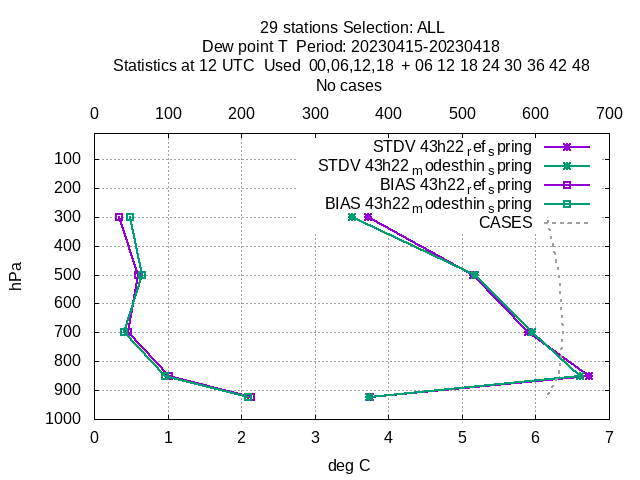 29 stations Selection: ALL
Dew point T  Period: 20230415-20230418
Statistics at 12 UTC  Used  00,06,12,18  + 06 12 18 24 30 36 42 48
No cases
0 100 200 300 400 500 600 700
STDV 43h22_ref_spring
STDV 43h22_modesthin_spring
BIAS 43h22_ref_spring
BIAS 43h22_modesthin_spring
CASES
100
200
300
400
500
600
700
800
900
1000
hPa
0 1 2 3 4 5 6 7
deg C